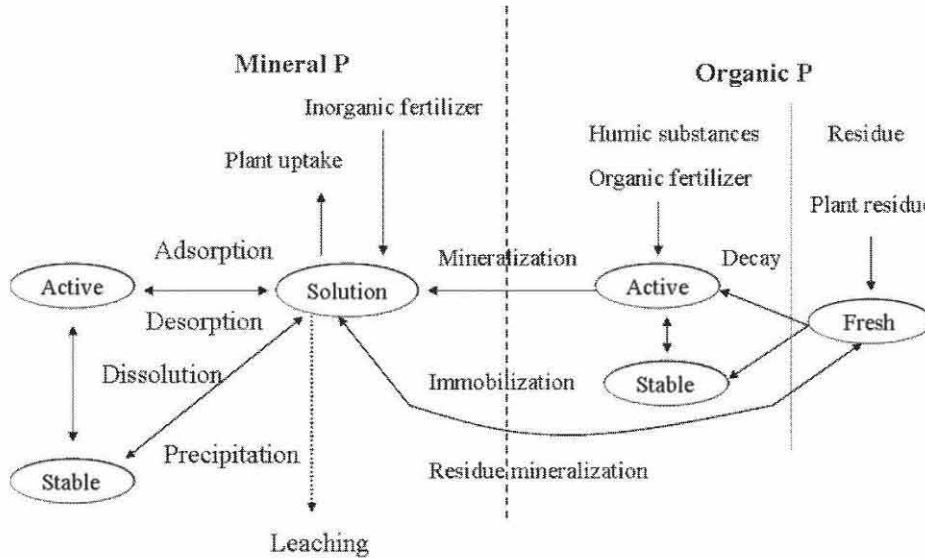 Mineral P
Organic P
Inorganic fertilizer
Humic substances
Residue
Plant uptake
Organic fertilizer
Plant residue
Adsorption
Mineralization
Decay
Active
Solution
Active
Desorption
Fresh
Dissolution
Immobilization
Stable
Precipitation
Residue mineralization
Stable
Leaching